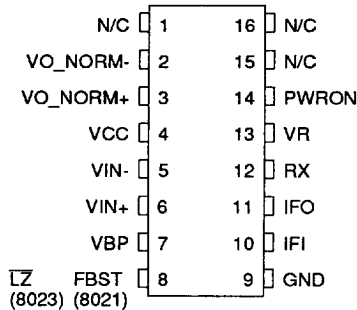 N/C 1 16 N/C
VO_NORM- 2 15 N/C
VO_NORM+ 3 14 PWRON
VCC 4 13 VR
VIN- 5 12 RX
VIN+ 6 11 IFO
VBP 7 10 IFI
L̅Z̅ FBST 8 9 GND
(8023) (8021)